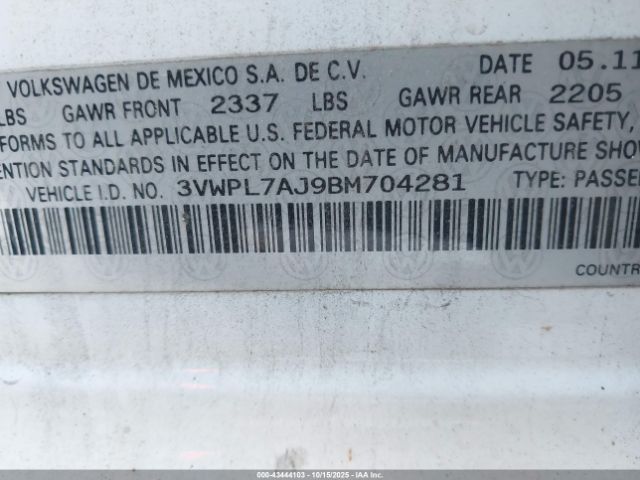 VOLKSWAGEN DE MEXICO S.A. DE C.V. DATE 05.11
LBS GAWR FRONT 2337 LBS GAWR REAR 2205
FORMS TO ALL APPLICABLE U.S. FEDERAL MOTOR VEHICLE SAFETY,
ENTION STANDARDS IN EFFECT ON THE DATE OF MANUFACTURE SHO
VEHICLE I.D. NO. 3VWPL7AJ9BM704281 TYPE: PASSE
COUNTR
000-43444103 | 10/15/2025 - IAA Inc. Copyright